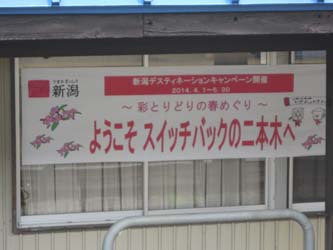 新潟デスティネーションキャンペーン開催
2014.4.1〜6.30
新潟
〜 彩とりどりの春めぐり 〜
ようこそ スイッチバックの二本木へ